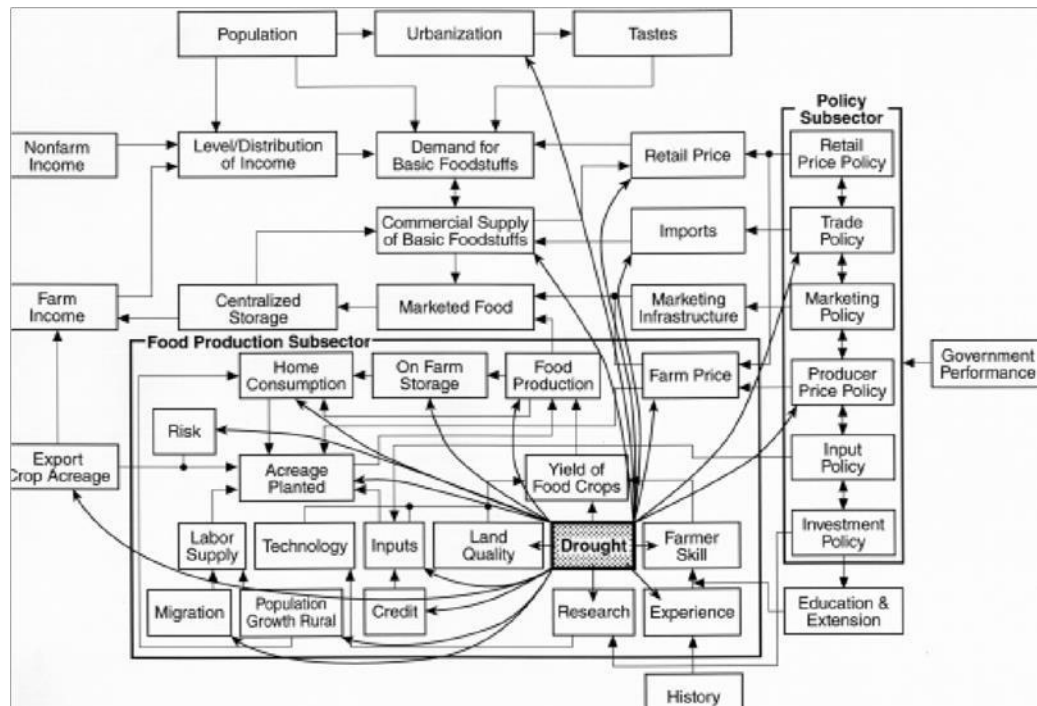 Population
Urbanization
Tastes
Policy
Subsector
Nonfarm
Income
Level/Distribution
of Income
Demand for
Basic Foodstuffs
Retail Price
Retail
Price Policy
Commercial Supply
of Basic Foodstuffs
Imports
Trade
Policy
Farm
Income
Centralized
Storage
Marketed Food
Marketing
Infrastructure
Marketing
Policy
Food Production Subsector
Home
Consumption
On Farm
Storage
Food
Production
Farm Price
Producer
Price Policy
Government
Performance
Risk
Export
Crop Acreage
Acreage
Planted
Yield of
Food Crops
Input
Policy
Labor
Supply
Technology
Inputs
Land
Quality
Drought
Farmer
Skill
Investment
Policy
Migration
Population
Growth Rural
Credit
Research
Experience
Education &
Extension
History